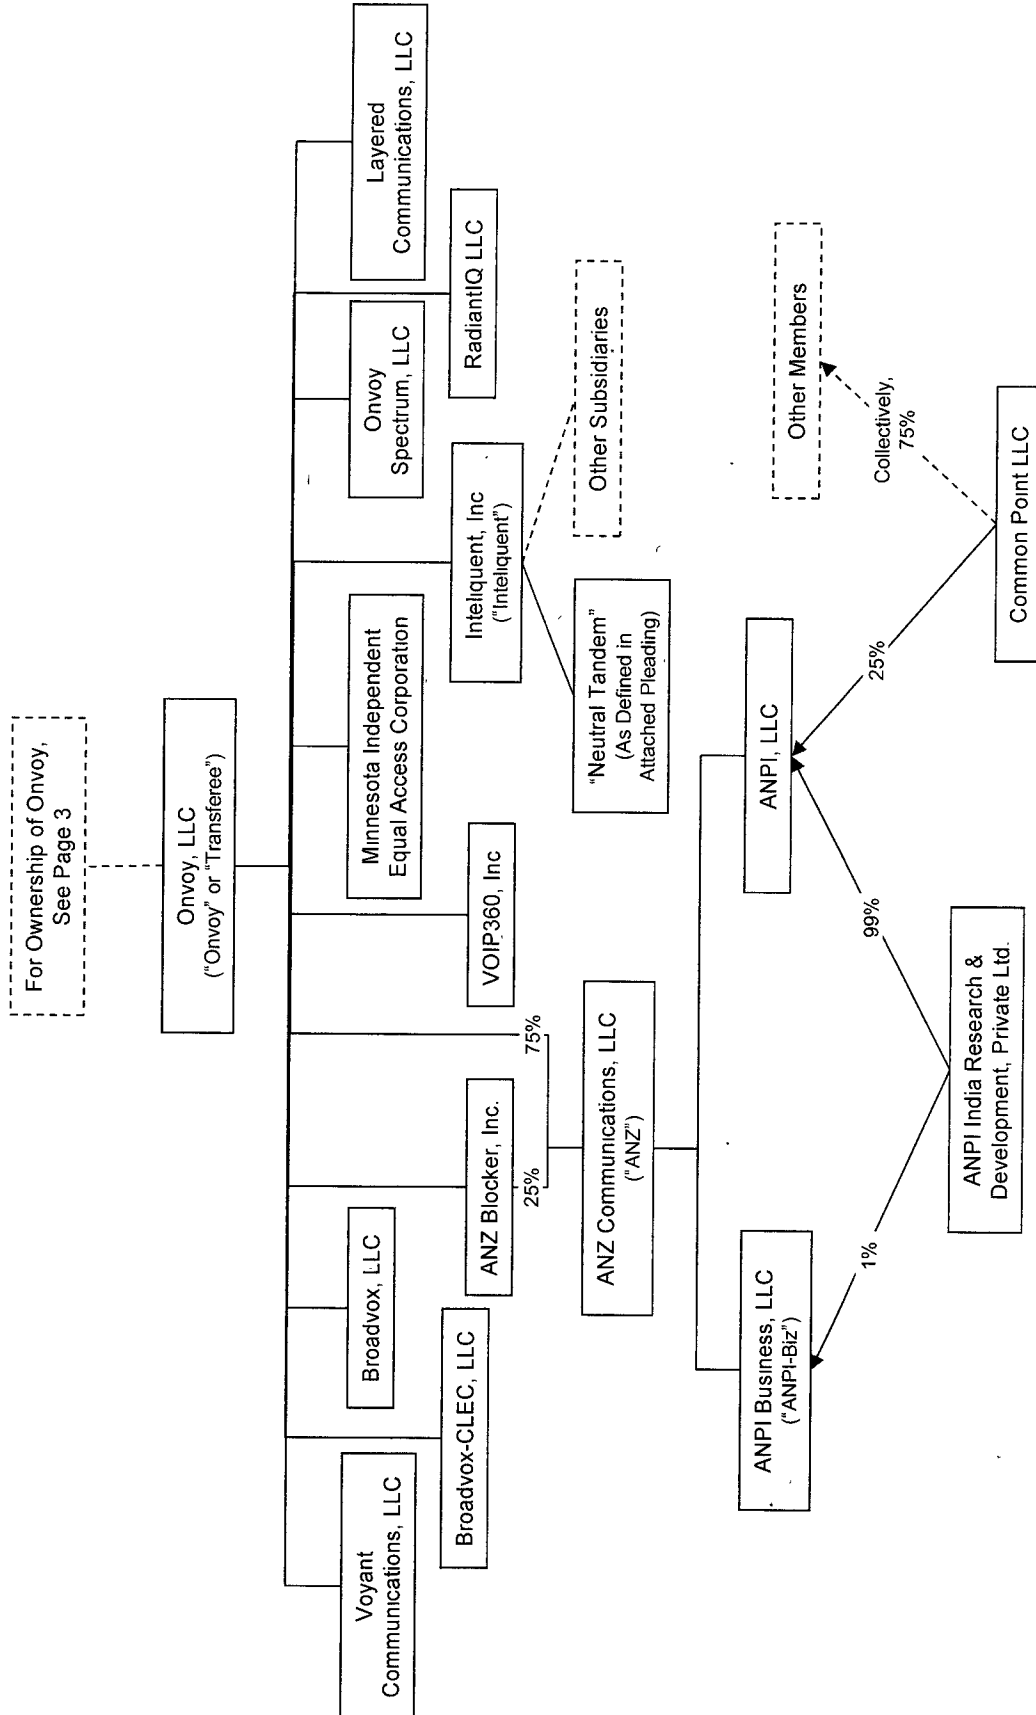 For Ownership of Onvoy,
See Page 3
Onvoy, LLC
("Onvoy" or "Transferee")
Voyant
Communications, LLC
Broadvox-CLEC, LLC
Broadvox, LLC
ANZ Blocker, Inc.
25%
75%
VOIP360, Inc
Minnesota Independent
Equal Access Corporation
Inteliquent, Inc
("Inteliquent")
Onvoy
Spectrum, LLC
RadiantIQ LLC
Layered
Communications, LLC
ANZ Communications, LLC
("ANZ")
"Neutral Tandem"
(As Defined in
Attached Pleading)
Other Subsidiaries
ANPI Business, LLC
("ANPI-Biz")
ANPI, LLC
Other Members
1%
99%
25%
Collectively,
75%
ANPI India Research &
Development, Private Ltd.
Common Point LLC